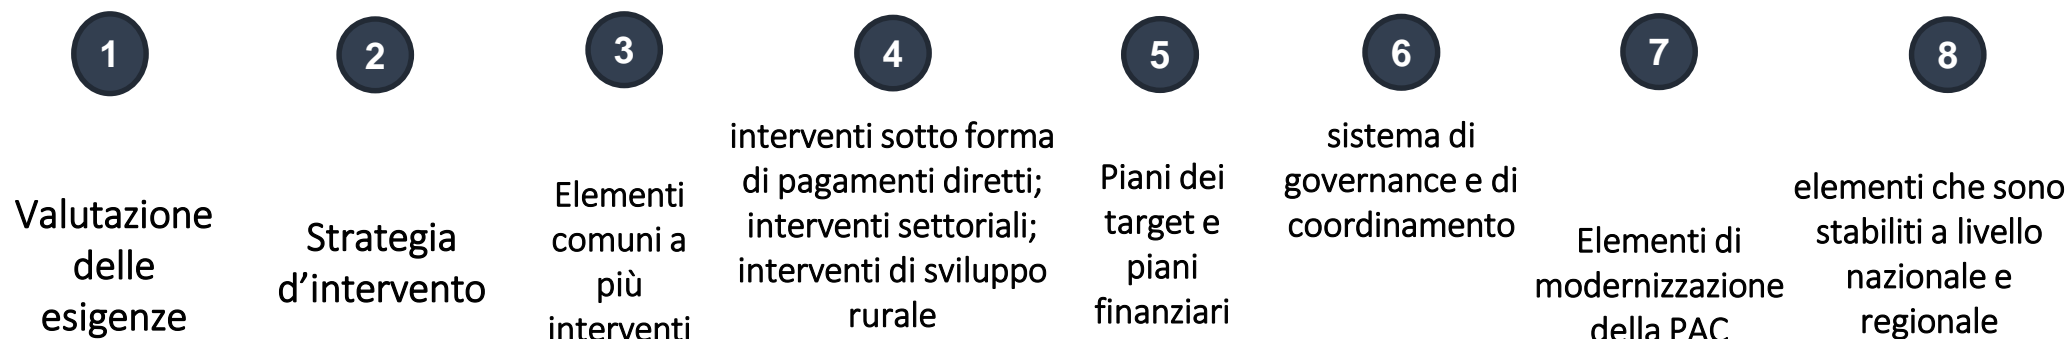 1
Valutazione
delle
esigenze
2
Strategia
d'intervento
3
Elementi
comuni a
più
interventi
4
interventi sotto forma
di pagamenti diretti;
interventi settoriali;
interventi di sviluppo
rurale
5
Piani dei
target e
piani
finanziari
6
sistema di
governance e di
coordinamento
7
Elementi di
modernizzazione
della PAC
8
elementi che sono
stabiliti a livello
nazionale e
regionale